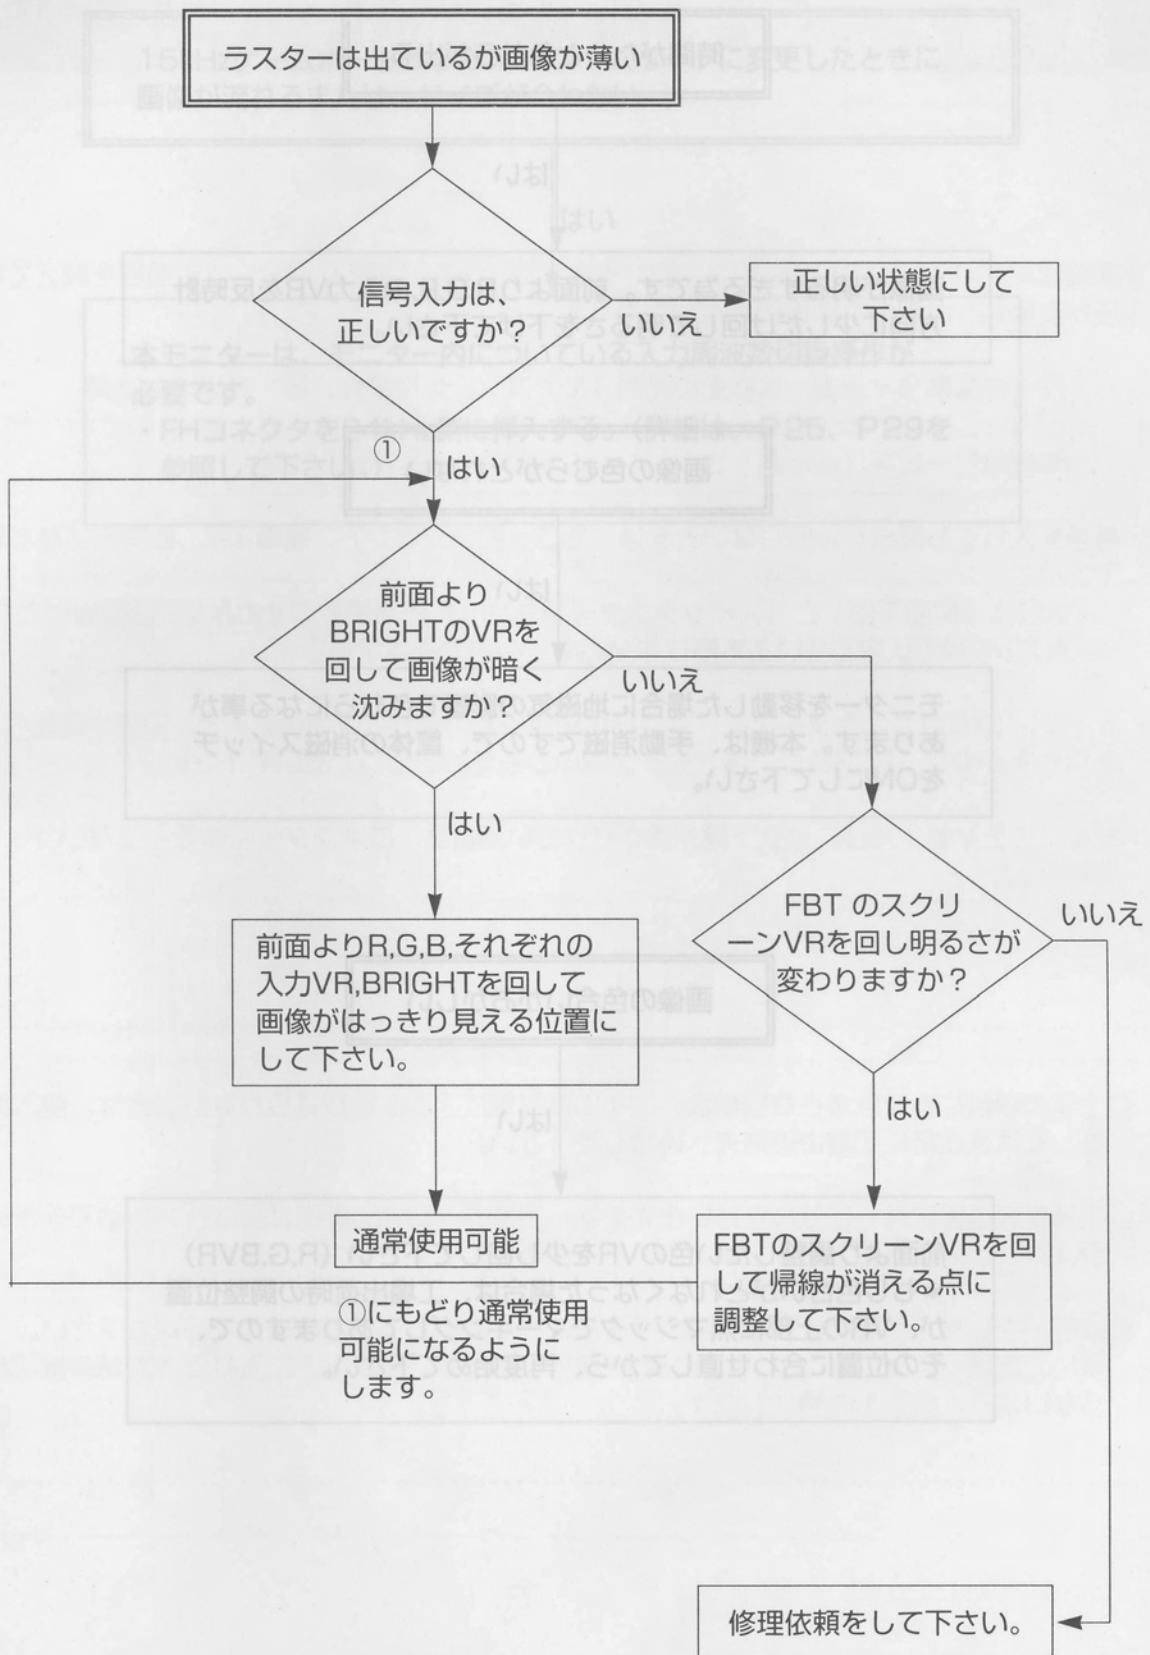 ラスターは出ているが画像が薄い
信号入力は、
正しいですか？
いいえ
正しい状態にして
下さい
①
はい
前面より
BRIGHTのVRを
回して画像が暗く
沈みますか？
いいえ
はい
前面よりR,G,B,それぞれの
入力VR,BRIGHTを回して
画像がはっきり見える位置に
して下さい。
FBT のスクリ
ーンVRを回し明るさが
変わりますか？
いいえ
はい
通常使用可能
①にもどり通常使用
可能になるように
します。
FBTのスクリーンVRを回
して帰線が消える点に
調整して下さい。
修理依頼をして下さい。